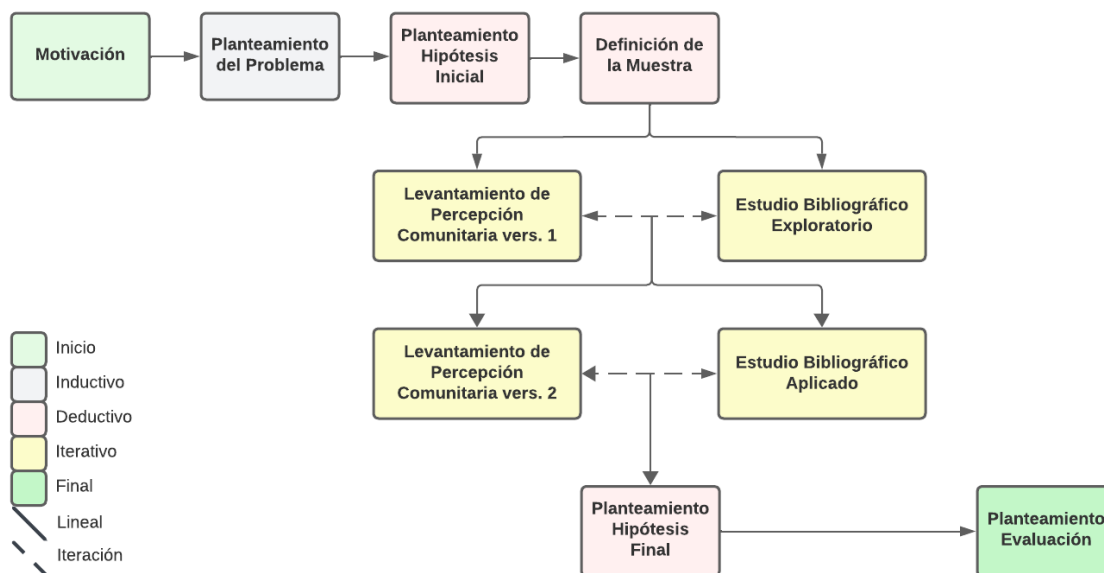 Motivación
Planteamiento
del Problema
Planteamiento
Hipótesis
Inicial
Definición de
la Muestra
Levantamiento de
Percepción
Comunitaria vers. 1
Estudio Bibliográfico
Exploratorio
Levantamiento de
Percepción
Comunitaria vers. 2
Estudio Bibliográfico
Aplicado
Planteamiento
Hipótesis
Final
Planteamiento
Evaluación
Inicio
Inductivo
Deductivo
Iterativo
Final
Lineal
Iteración